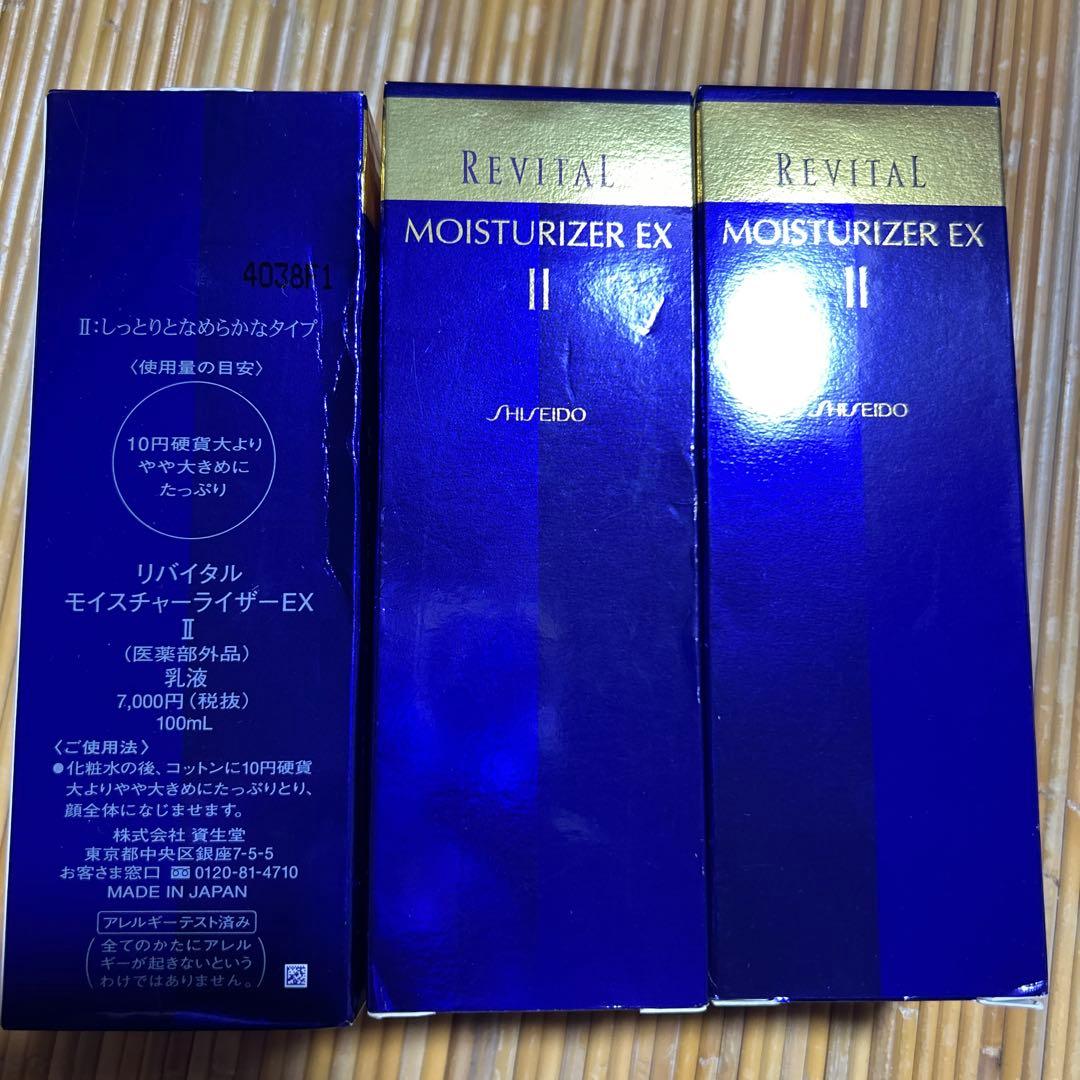 4038F1
Ⅱ:しっとりとなめらかなタイプ
〈使用量の目安〉
10円硬貨大より
やや大きめに
たっぷり
リバイタル
モイスチャーライザーEX
Ⅱ
(医薬部外品)
乳液
7,000円(税抜)
100mL
〈ご使用法〉
●化粧水の後、コットンに10円硬貨
大よりやや大きめにたっぷりとり、
顔全体になじませます。
株式会社 資生堂
東京都中央区銀座7-5-5
お客さま窓口 0120-81-4710
MADE IN JAPAN
アレルギーテスト済み
(全てのかたにアレル
ギーが起きないという
わけではありません。)
REVITAL
MOISTURIZER EX
II
SHISEIDO
REVITAL
MOISTURIZER EX
II
SHISEIDO